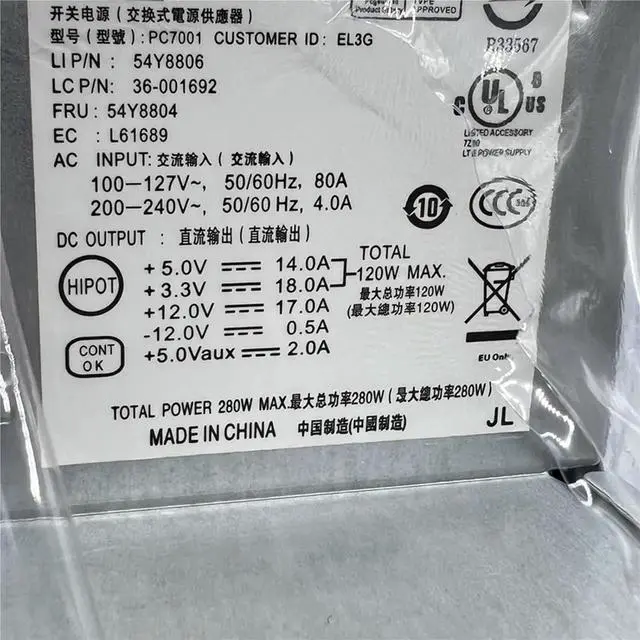 APPROVED
开关电源（交换式電源供應器）
型号（型號）: PC7001 CUSTOMER ID: EL3G
LI P/N : 54Y8806
LC P/N: 36-001692
FRU : 54Y8804
EC : L61689
AC INPUT: 交流输入（交流輸入）
100—127V~, 50/60Hz, 80A
200—240V~, 50/60 Hz, 4.0A
R33567
C UL US
LISTED ACCESSORY
POWER SUPPLY
10
CCC
DC OUTPUT : 直流输出（直流輸出）
HIPOT
+ 5.0V 14.0A
+ 3.3V 18.0A
+12.0V 17.0A
-12.0V 0.5A
+5.0Vaux 2.0A
TOTAL
120W MAX.
最大总功率120W
(最大總功率120W)
CONT
OK
EU Only
TOTAL POWER 280W MAX.最大总功率280W（最大總功率280W）
MADE IN CHINA 中国制造(中國制造)
JL